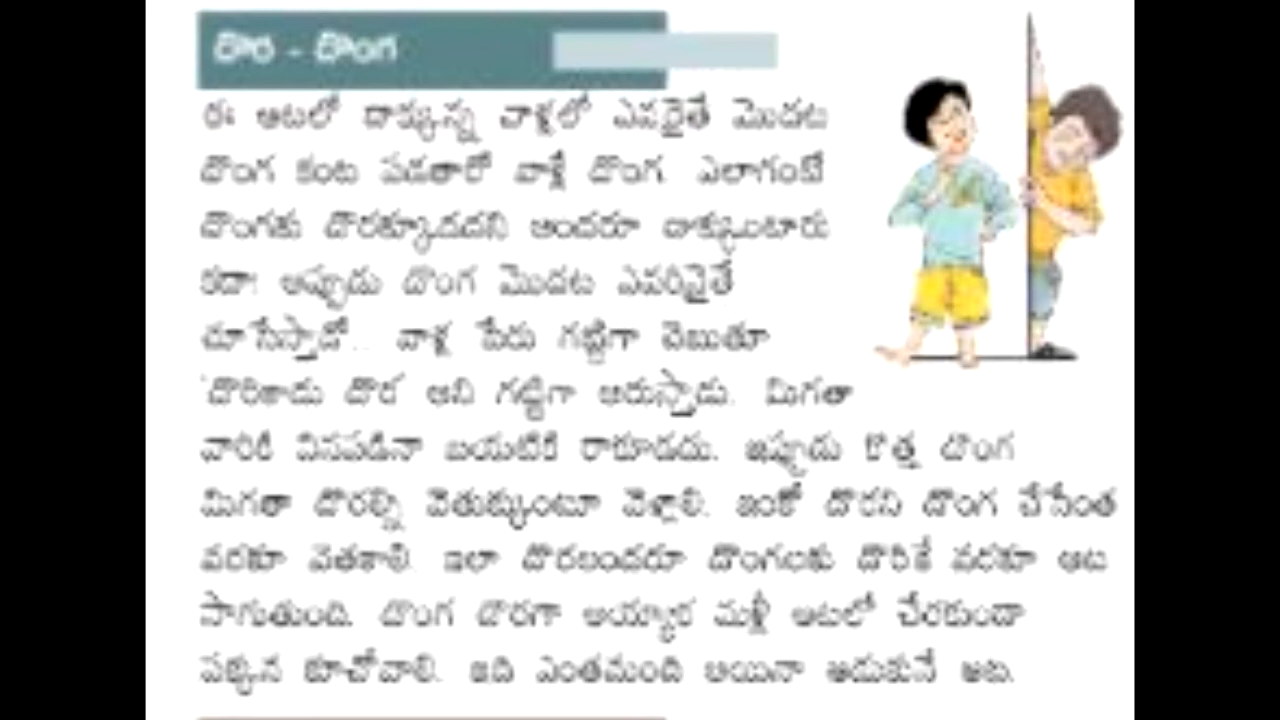 దొర - దొంగ
ఈ ఆటలో దాక్కున్న వాళ్లలో ఎవరైతే మొదట
దొంగ కంట పడతారో వాళ్లే దొంగ. ఎలాగంటే
దొంగకు దొరక్కూడదని అందరూ దాక్కుంటారు
కదా! అప్పుడు దొంగ మొదట ఎవరినైతే
చూసేస్తాడో... వాళ్ల పేరు గట్టిగా చెబుతూ
'దొరికాడు దొర' అని గట్టిగా అరుస్తాడు. మిగతా
వారికి వినపడినా బయటికి రాకూడదు. ఇప్పుడు కొత్త దొంగ
మిగతా దొరల్ని వెతుక్కుంటూ వెళ్లాలి. ఇంకో దొరని దొంగ చేసేంత
వరకూ వెతకాలి. ఇలా దొరలందరూ దొంగలకు దొరికే వరకూ ఆట
సాగుతుంది. దొంగ దొరగా అయ్యాక మళ్లీ ఆటలో చేరకుండా
పక్కన కూచోవాలి. ఇది ఎంతమంది అయినా ఆడుకునే ఆట.